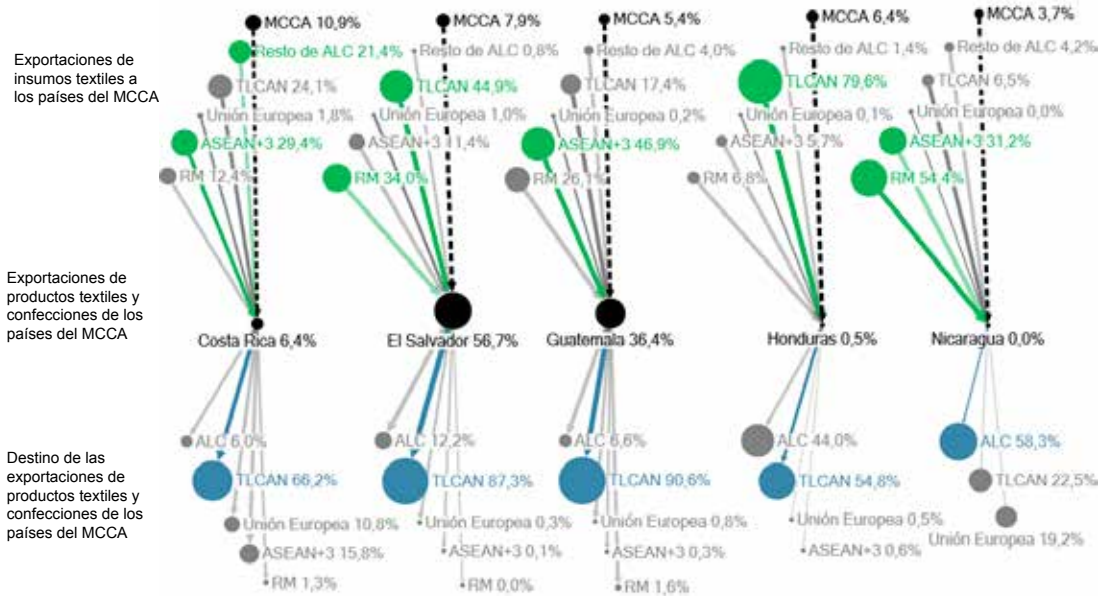 Exportaciones de
insumos textiles a
los países del MCCA
MCCA 10,9%
Resto de ALC 21,4%
TLCAN 24,1%
Unión Europea 1,8%
ASEAN+3 29,4%
RM 12,4%
MCCA 7,9%
Resto de ALC 0,8%
TLCAN 44,9%
Unión Europea 1,0%
ASEAN+3 11,4%
RM 34,0%
MCCA 5,4%
Resto de ALC 4,0%
TLCAN 17,4%
Unión Europea 0,2%
ASEAN+3 46,9%
RM 26,1%
MCCA 6,4%
Resto de ALC 1,4%
TLCAN 79,6%
Unión Europea 0,1%
ASEAN+3 5,7%
RM 6,8%
MCCA 3,7%
Resto de ALC 4,2%
TLCAN 6,5%
Unión Europea 0,0%
ASEAN+3 31,2%
RM 54,4%
Exportaciones de
productos textiles y
confecciones de los
países del MCCA
Costa Rica 6,4%
El Salvador 56,7%
Guatemala 36,4%
Honduras 0,5%
Nicaragua 0,0%
Destino de las
exportaciones de
productos textiles y
confecciones de los
países del MCCA
ALC 6,0%
TLCAN 66,2%
Unión Europea 10,8%
ASEAN+3 15,8%
RM 1,3%
ALC 12,2%
TLCAN 87,3%
Unión Europea 0,3%
ASEAN+3 0,1%
RM 0,0%
ALC 6,6%
TLCAN 90,6%
Unión Europea 0,8%
ASEAN+3 0,3%
RM 1,6%
ALC 44,0%
TLCAN 54,8%
Unión Europea 0,5%
ASEAN+3 0,6%
ALC 58,3%
TLCAN 22,5%
Unión Europea 19,2%